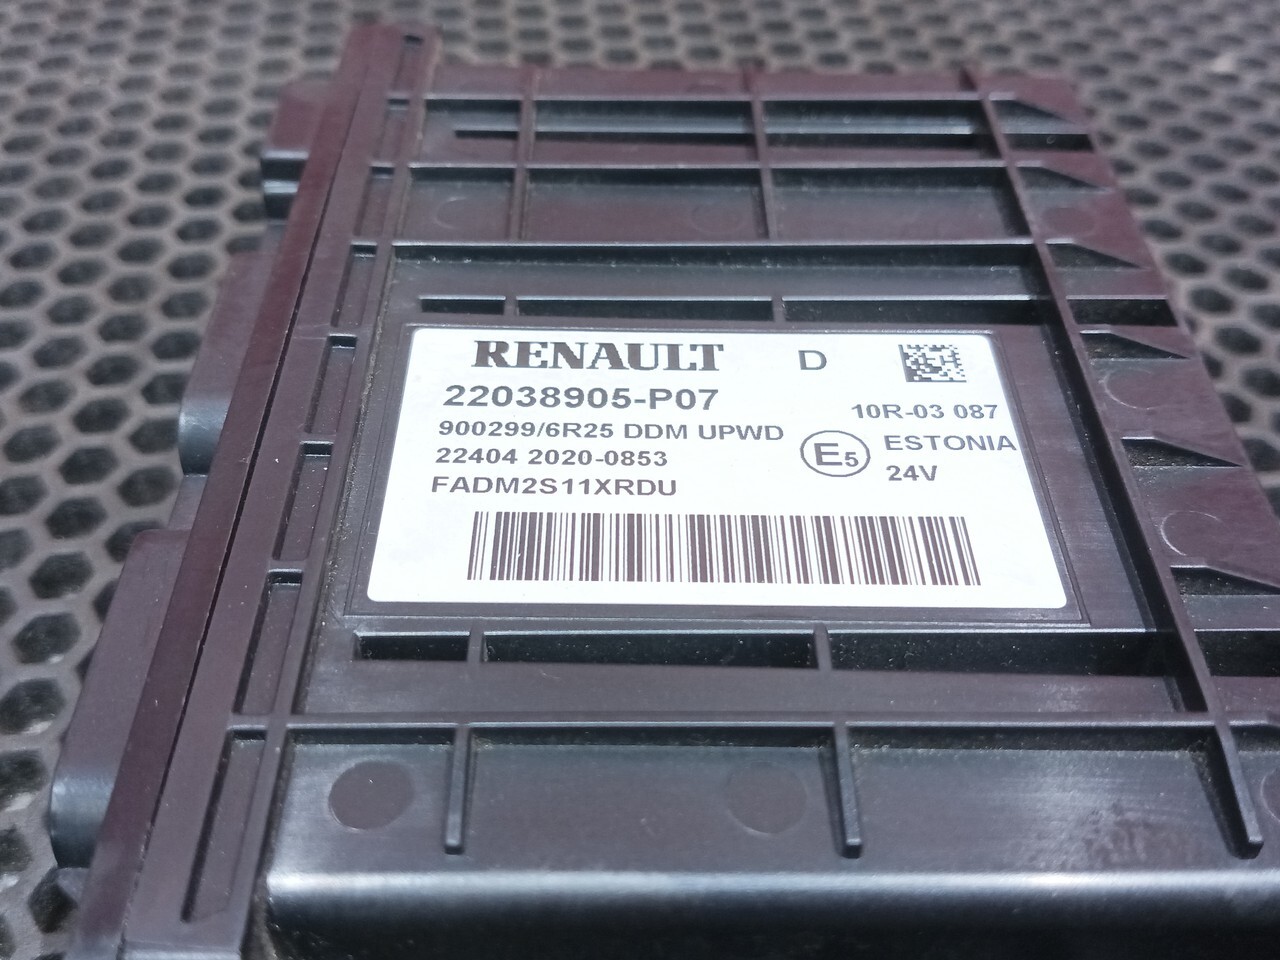 RENAULT D
22038905-P07
10R-03 087
900299/6R25 DDM UPWD
E5 ESTONIA
22404 2020-0853
24V
FADM2S11XRDU